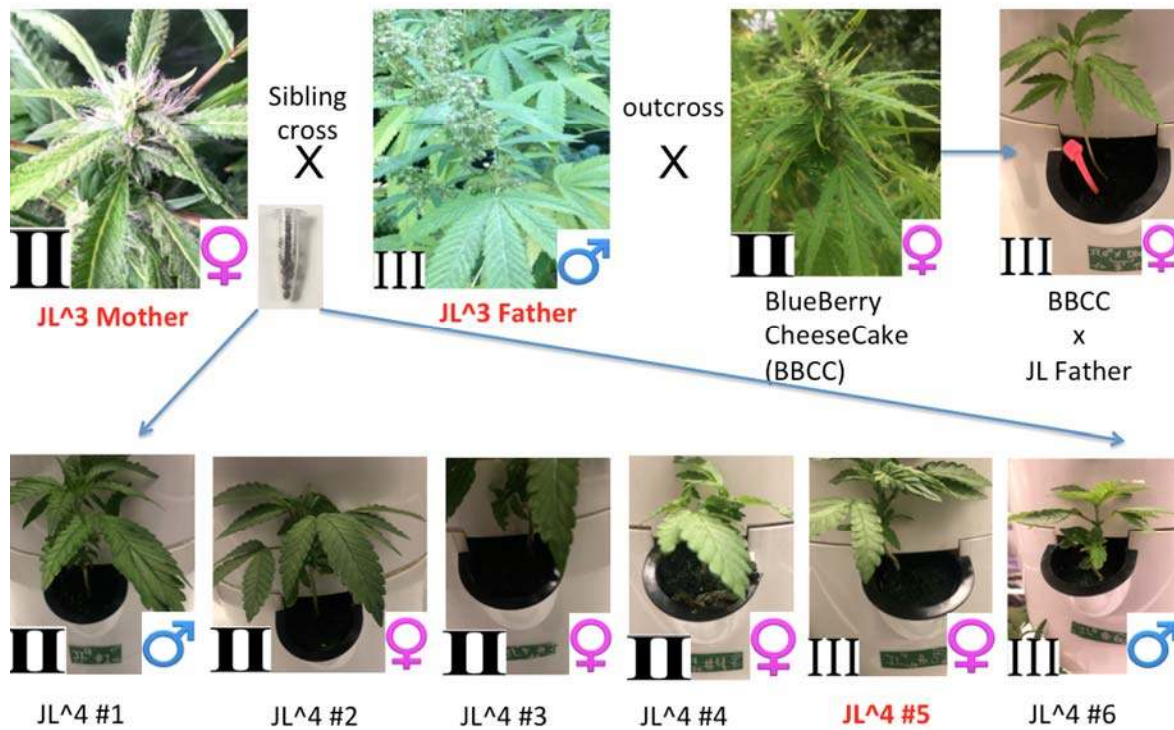 Sibling
cross
X
outcross
X
II
♀
III
♂
II
♀
III
♀
JL^3 Mother
JL^3 Father
BlueBerry
CheeseCake
(BBCC)
BBCC
x
JL Father
II
♂
II
♀
II
♀
II
♀
III
♀
III
♂
JL^4 #1
JL^4 #2
JL^4 #3
JL^4 #4
JL^4 #5
JL^4 #6